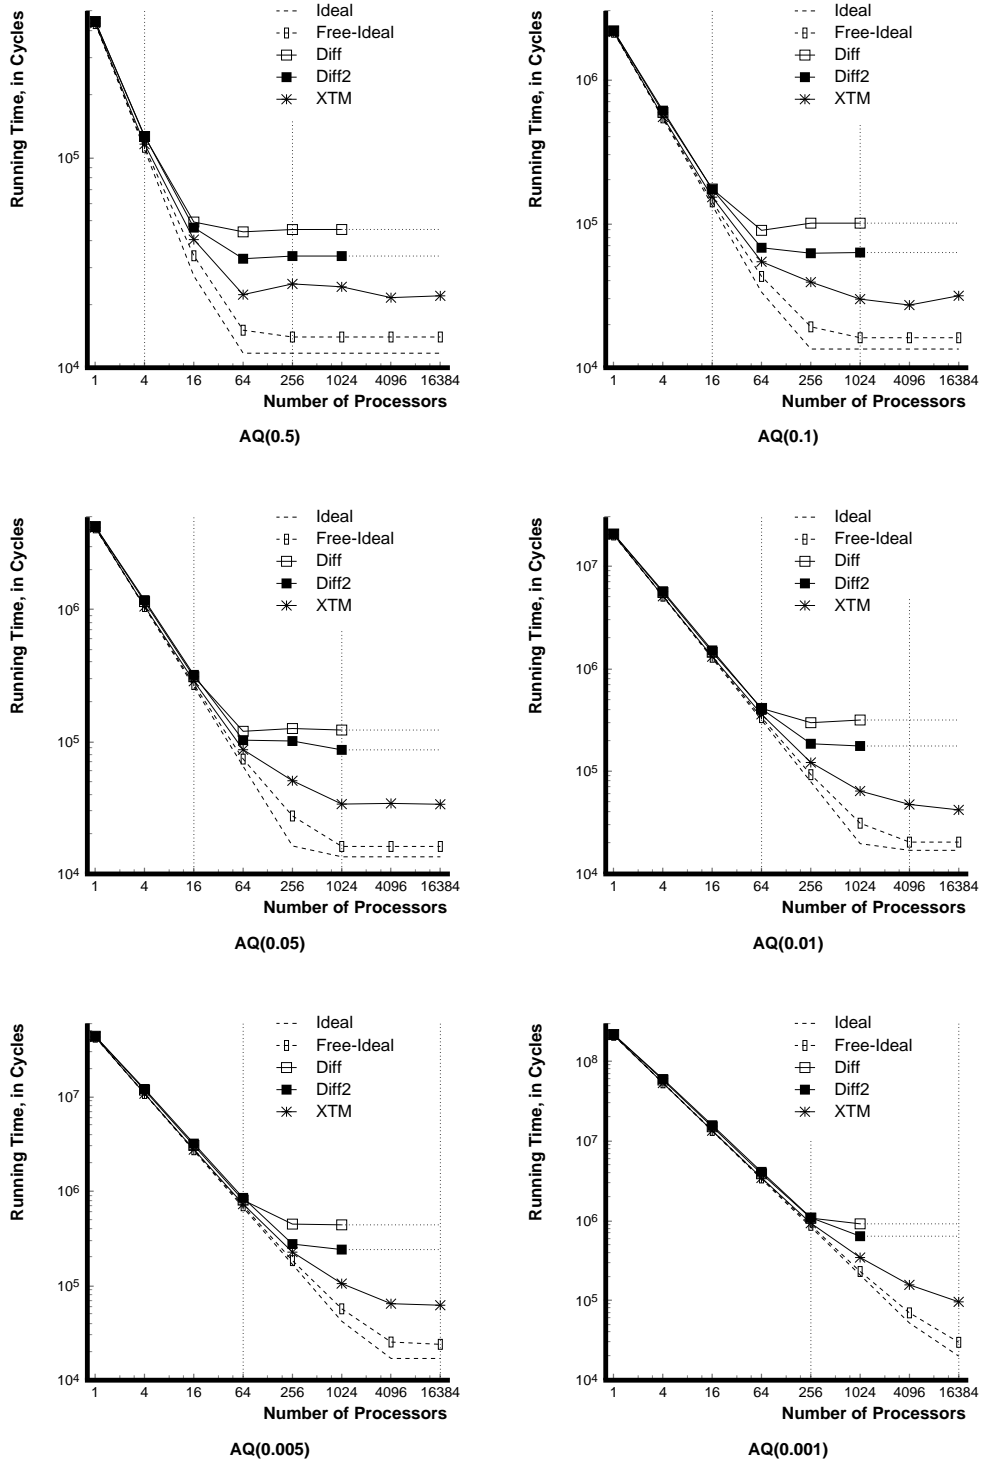 Running Time, in Cycles
Ideal
Free-Ideal
Diff
Diff2
XTM
10^5
10^4
1 4 16 64 256 1024 4096 16384
Number of Processors
AQ(0.5)
Running Time, in Cycles
Ideal
Free-Ideal
Diff
Diff2
XTM
10^6
10^5
10^4
1 4 16 64 256 1024 4096 16384
Number of Processors
AQ(0.1)
Running Time, in Cycles
Ideal
Free-Ideal
Diff
Diff2
XTM
10^6
10^5
10^4
1 4 16 64 256 1024 4096 16384
Number of Processors
AQ(0.05)
Running Time, in Cycles
Ideal
Free-Ideal
Diff
Diff2
XTM
10^7
10^6
10^5
10^4
1 4 16 64 256 1024 4096 16384
Number of Processors
AQ(0.01)
Running Time, in Cycles
Ideal
Free-Ideal
Diff
Diff2
XTM
10^7
10^6
10^5
10^4
1 4 16 64 256 1024 4096 16384
Number of Processors
AQ(0.005)
Running Time, in Cycles
Ideal
Free-Ideal
Diff
Diff2
XTM
10^8
10^7
10^6
10^5
10^4
1 4 16 64 256 1024 4096 16384
Number of Processors
AQ(0.001)